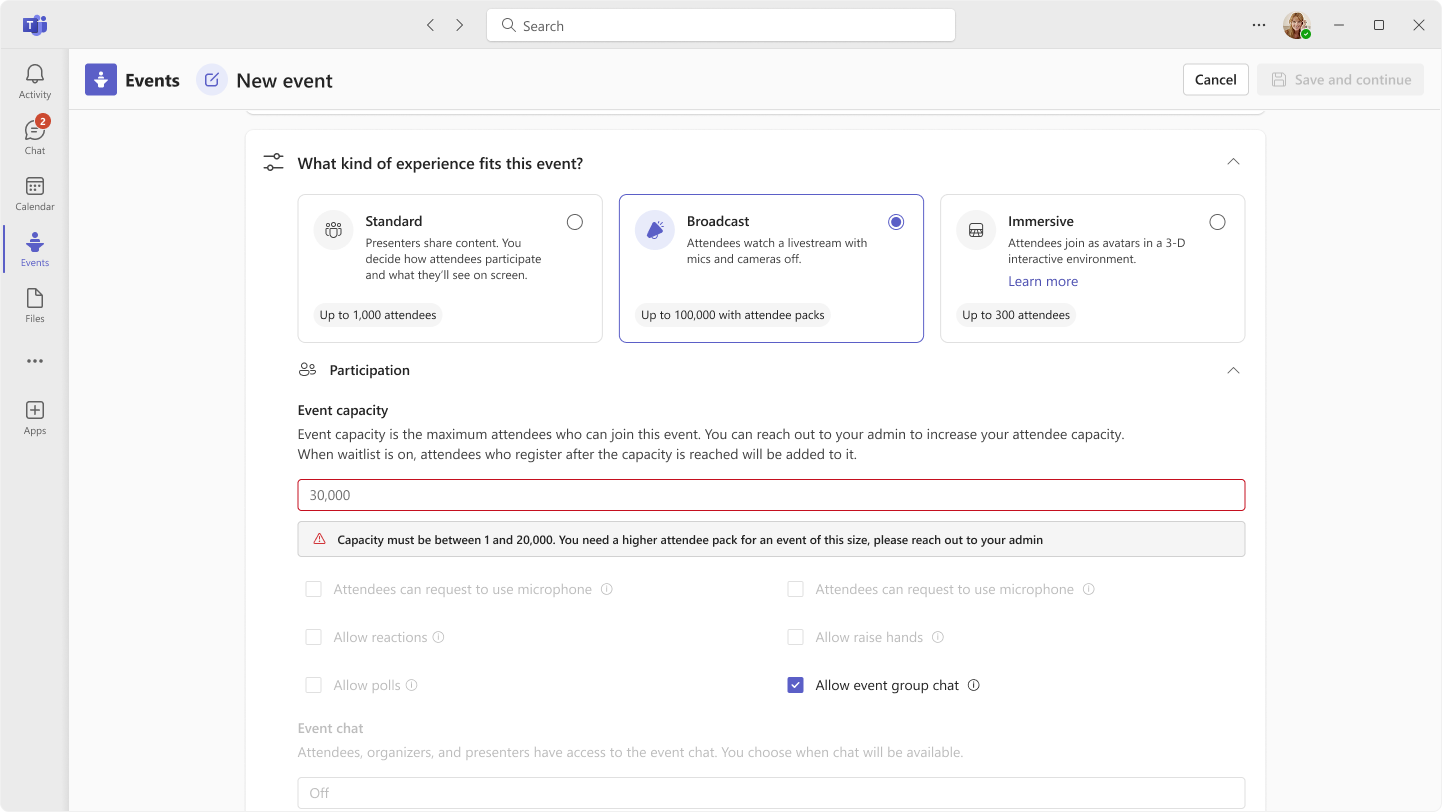 Search
Activity
2
Chat
Calendar
Events
Files
Apps
Events
New event
Cancel
Save and continue
What kind of experience fits this event?
Standard
Presenters share content. You
decide how attendees participate
and what they'll see on screen.
Up to 1,000 attendees
Broadcast
Attendees watch a livestream with
mics and cameras off.
Up to 100,000 with attendee packs
Immersive
Attendees join as avatars in a 3-D
interactive environment.
Learn more
Up to 300 attendees
Participation
Event capacity
Event capacity is the maximum attendees who can join this event. You can reach out to your admin to increase your attendee capacity.
When waitlist is on, attendees who register after the capacity is reached will be added to it.
30,000
Capacity must be between 1 and 20,000. You need a higher attendee pack for an event of this size, please reach out to your admin
Attendees can request to use microphone
Attendees can request to use microphone
Allow reactions
Allow raise hands
Allow polls
Allow event group chat
Event chat
Attendees, organizers, and presenters have access to the event chat. You choose when chat will be available.
Off